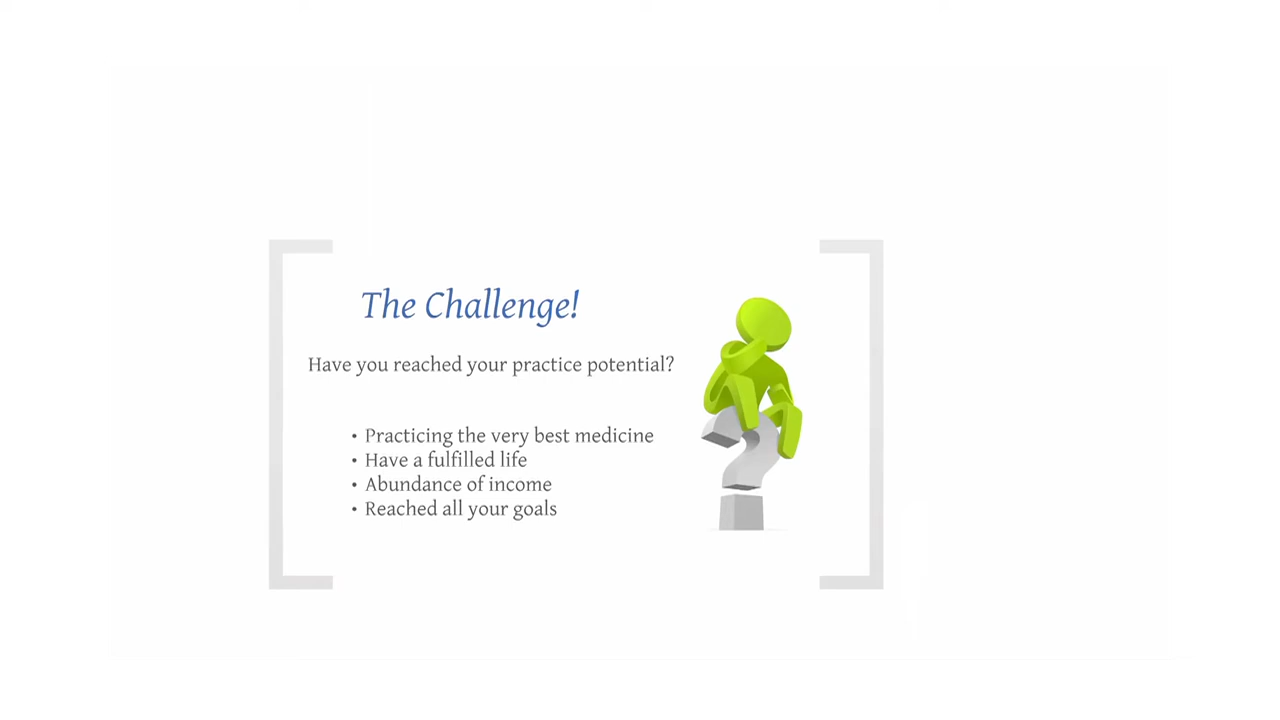 The Challenge!
Have you reached your practice potential?
• Practicing the very best medicine
• Have a fulfilled life
• Abundance of income
• Reached all your goals